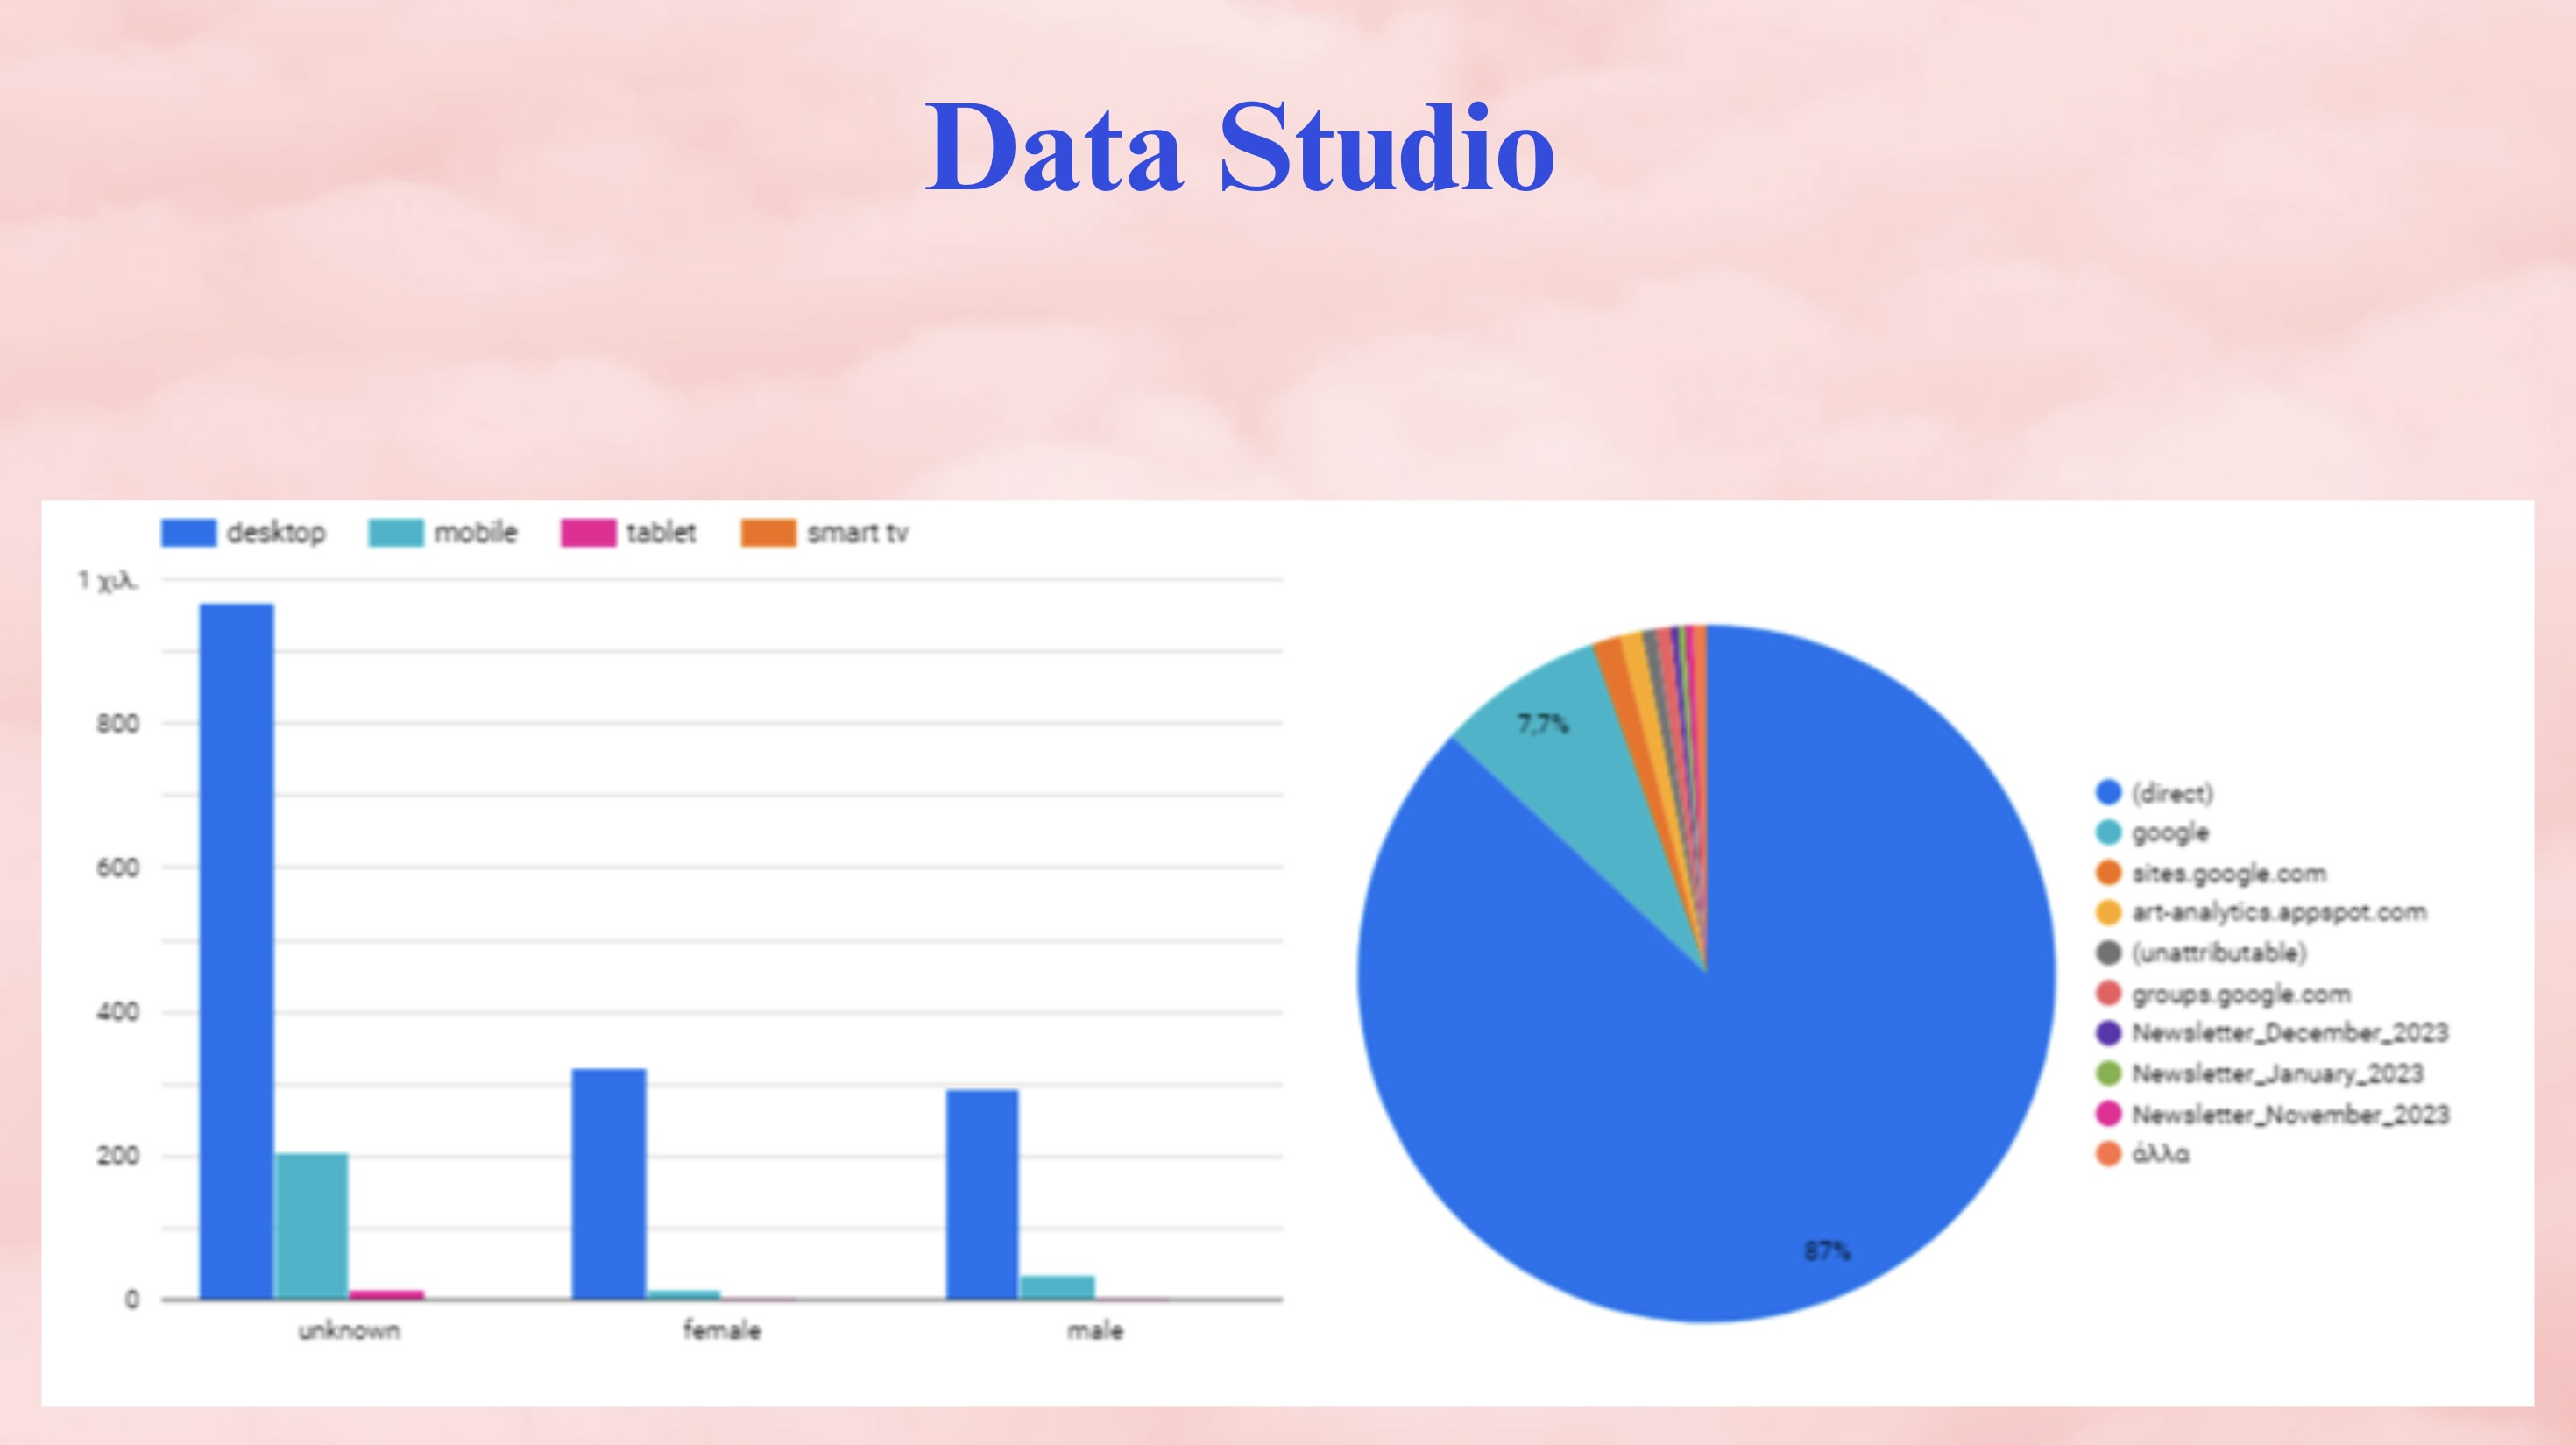 Data Studio
desktop mobile tablet smart tv
1 χιλ.
800
600
400
200
0
unknown female male
7,7%
87%
(direct)
google
sites.google.com
art-analytics.appspot.com
(unattributable)
groups.google.com
Newsletter_December_2023
Newsletter_January_2023
Newsletter_November_2023
άλλα